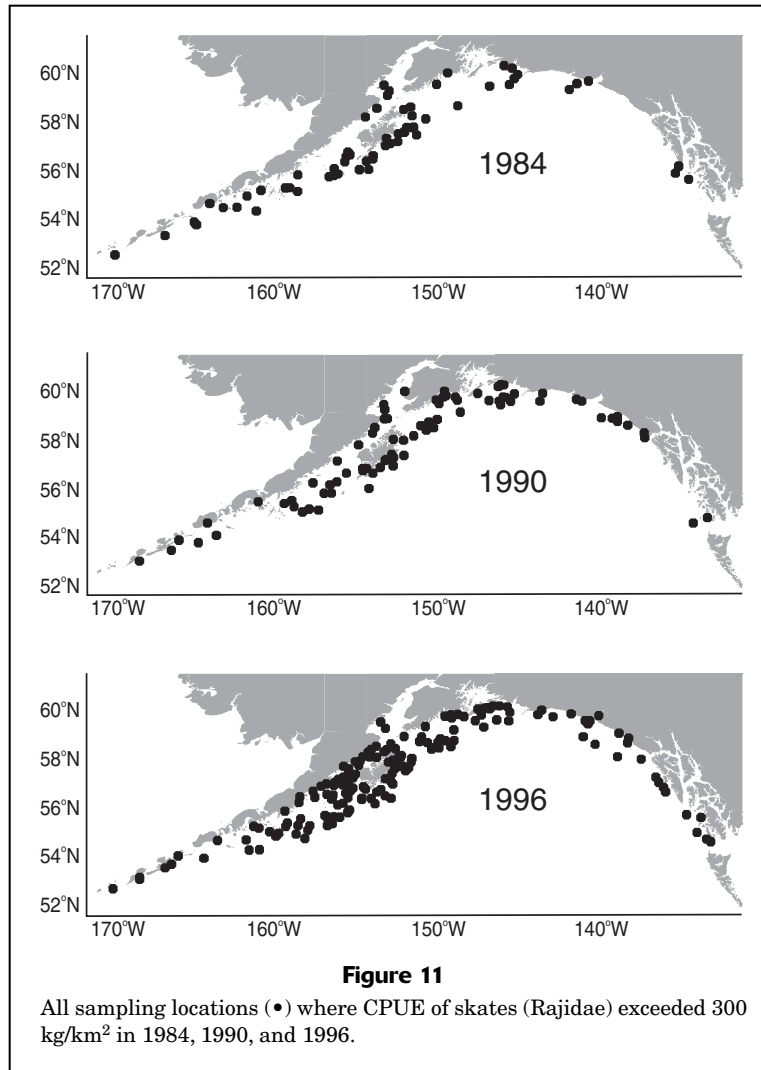 60°N
58°N
56°N
54°N
52°N
1984
170°W 160°W 150°W 140°W
60°N
58°N
56°N
54°N
52°N
1990
170°W 160°W 150°W 140°W
60°N
58°N
56°N
54°N
52°N
1996
170°W 160°W 150°W 140°W
Figure 11
All sampling locations (•) where CPUE of skates (Rajidae) exceeded 300
kg/km² in 1984, 1990, and 1996.